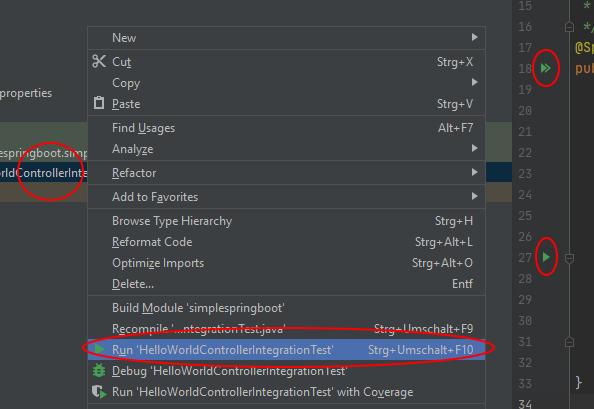 New
Cut Strg+X
Copy
Paste Strg+V
Find Usages Alt+F7
Analyze
Refactor
Add to Favorites
Browse Type Hierarchy Strg+H
Reformat Code Strg+Alt+L
Optimize Imports Strg+Alt+O
Delete... Entf
Build Module 'simplespringboot'
Recompile '...ntegrationTest.java' Strg+Umschalt+F9
Run 'HelloWorldControllerIntegrationTest' Strg+Umschalt+F10
Debug 'HelloWorldControllerIntegrationTest'
Run 'HelloWorldControllerIntegrationTest' with Coverage
properties
espringboot.simp
orldControllerInte
15 *
16 */
17 @Sp
18 pub
19
20
21
22
23
24
25
26
27
28
29
30
31
32
33 }
34